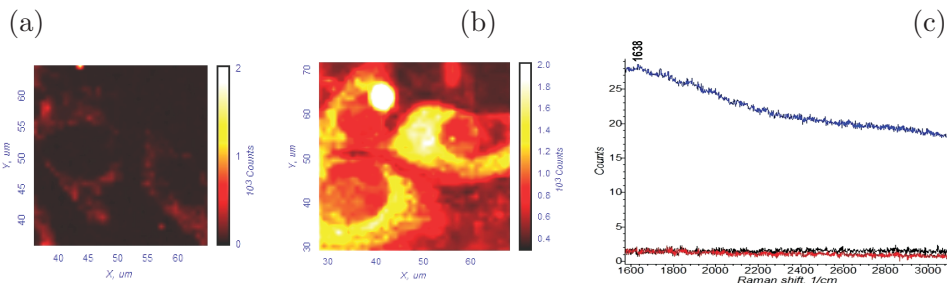 (a)
(b)
(c)
Y, um
40 45 50 55 60
X, um
40 45 50 55 60
2
1
0
10³ Counts
Y, um
30 40 50 60 70
X, um
30 40 50 60
2.0
1.8
1.6
1.4
1.2
1.0
0.8
0.6
0.4
10³ Counts
1638
Counts
25
20
15
10
5
0
1600 1800 2000 2200 2400 2600 2800 3000
Raman shift, 1/cm